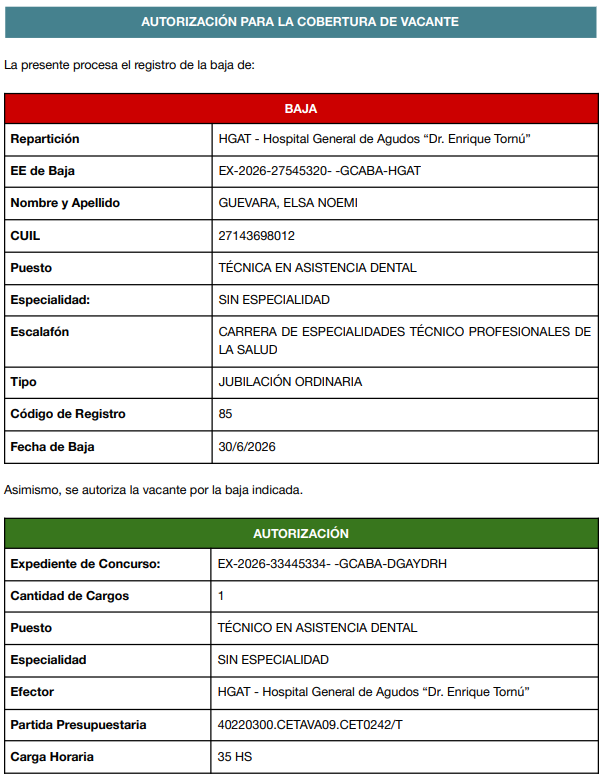 AUTORIZACIÓN PARA LA COBERTURA DE VACANTE
La presente procesa el registro de la baja de:
BAJA
Repartición HGAT - Hospital General de Agudos “Dr. Enrique Tornú”
EE de Baja EX-2026-27545320- -GCABA-HGAT
Nombre y Apellido GUEVARA, ELSA NOEMI
CUIL 27143698012
Puesto TÉCNICA EN ASISTENCIA DENTAL
Especialidad: SIN ESPECIALIDAD
Escalafón CARRERA DE ESPECIALIDADES TÉCNICO PROFESIONALES DE
LA SALUD
Tipo JUBILACIÓN ORDINARIA
Código de Registro 85
Fecha de Baja 30/6/2026
Asimismo, se autoriza la vacante por la baja indicada.
AUTORIZACIÓN
Expediente de Concurso: EX-2026-33445334- -GCABA-DGAYDRH
Cantidad de Cargos 1
Puesto TÉCNICO EN ASISTENCIA DENTAL
Especialidad SIN ESPECIALIDAD
Efector HGAT - Hospital General de Agudos “Dr. Enrique Tornú”
Partida Presupuestaria 40220300.CETAVA09.CET0242/T
Carga Horaria 35 HS